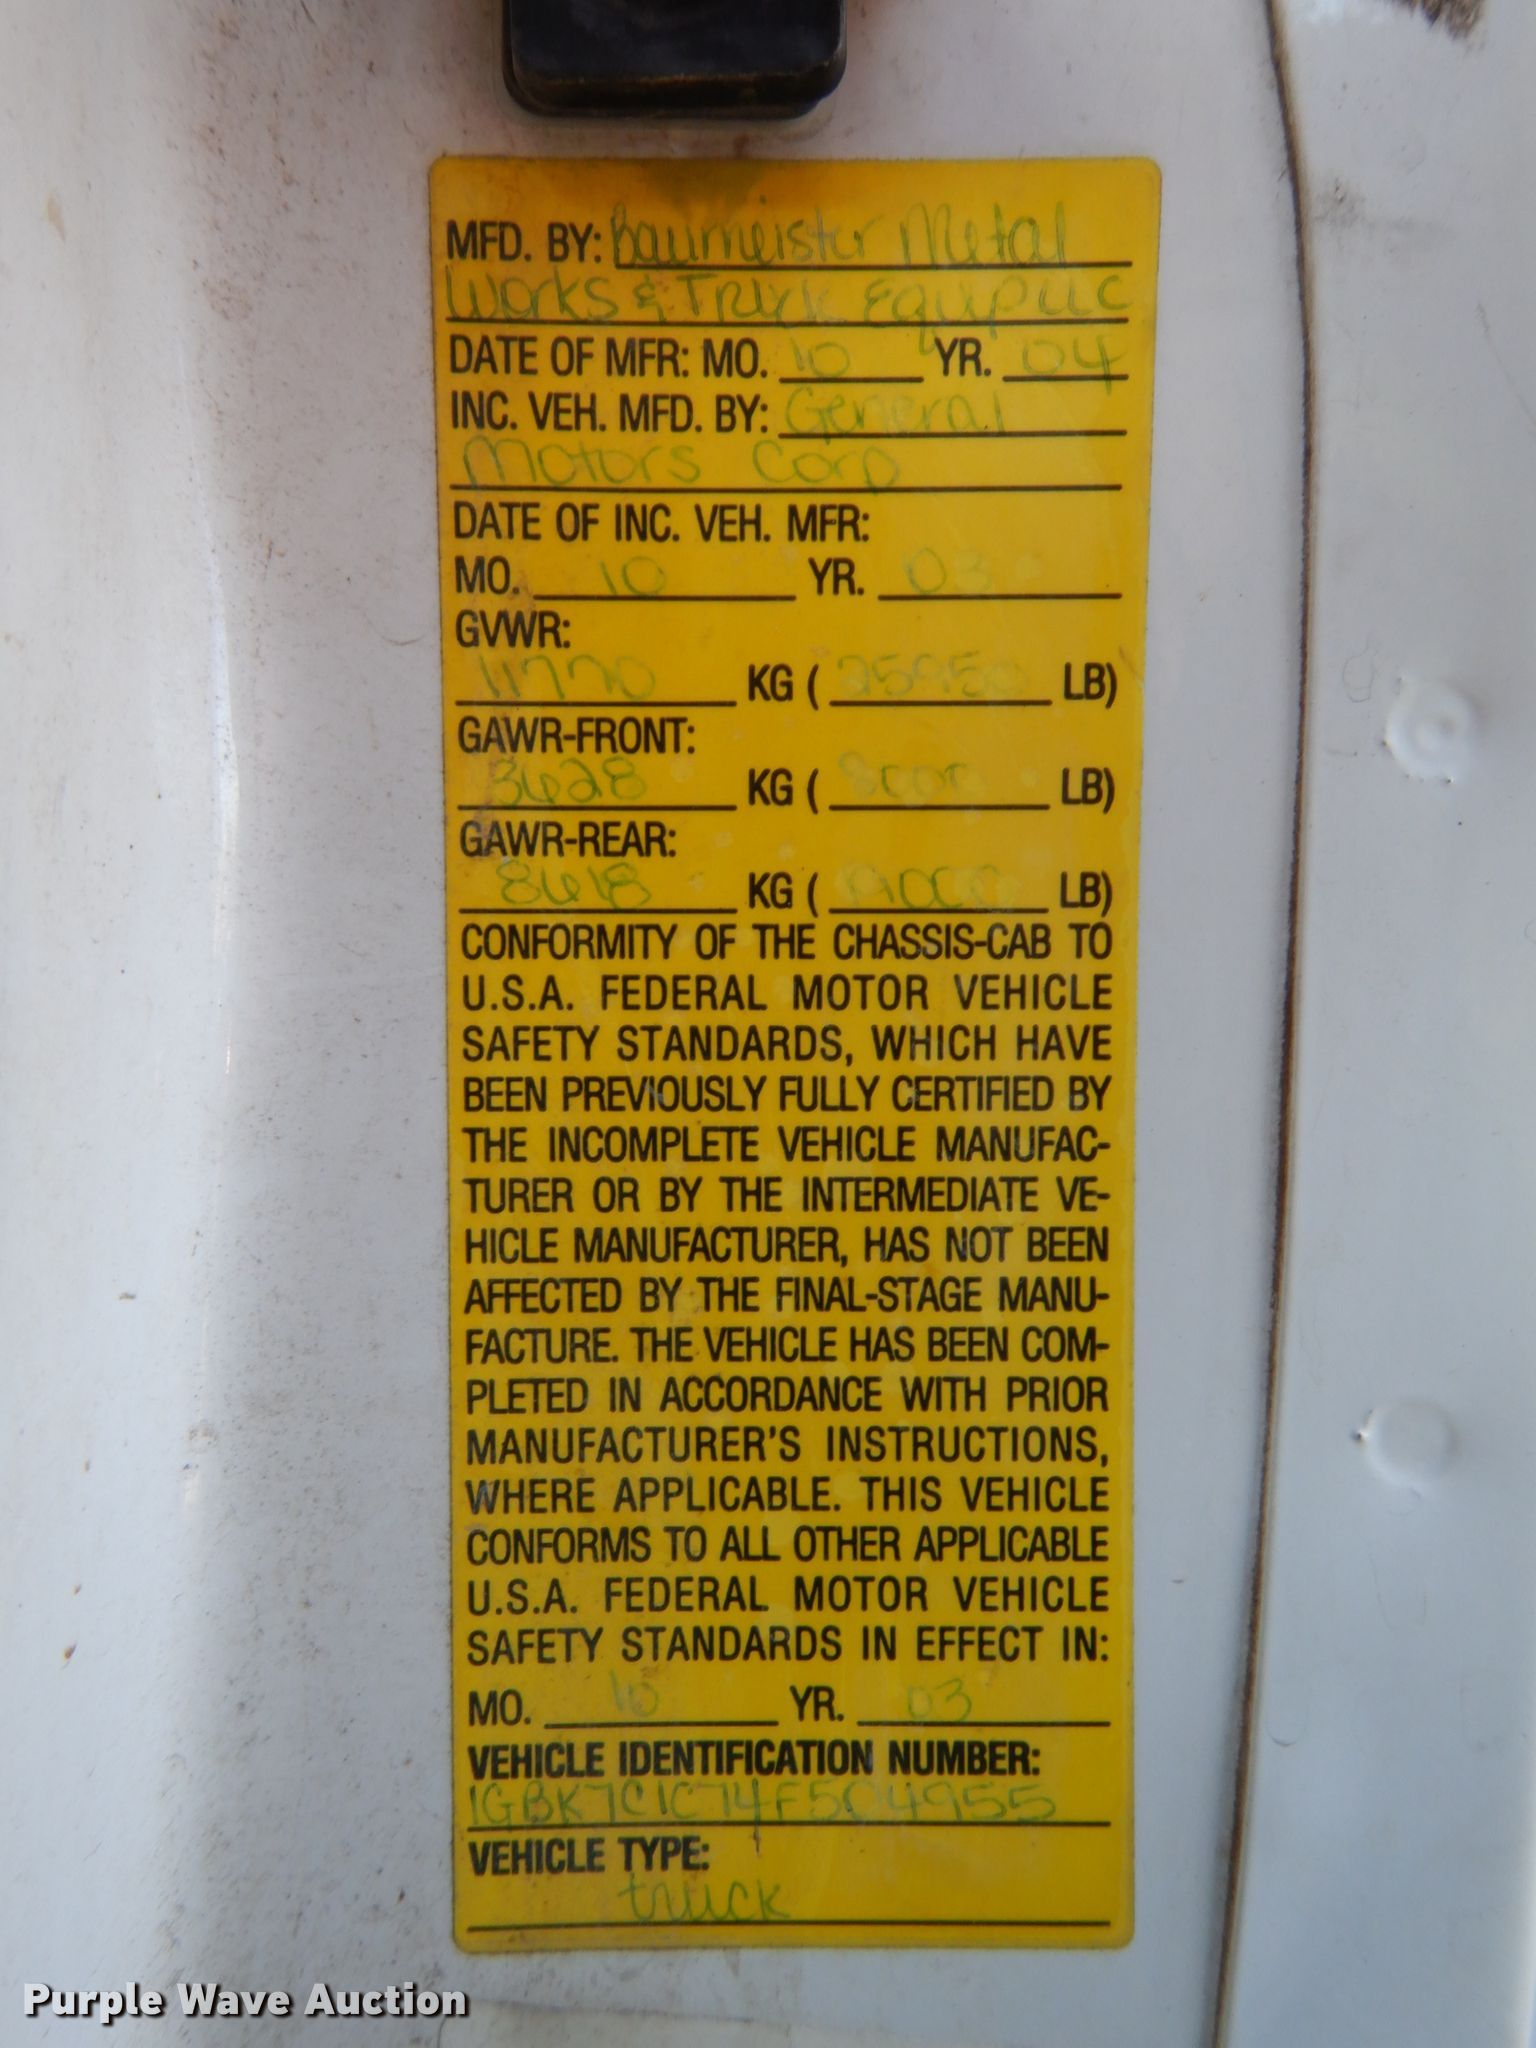 MFD. BY: Baumeister Metal
Works & Truck Equip LLC
DATE OF MFR: MO. 10 YR. 04
INC. VEH. MFD. BY: General
Motors Corp
DATE OF INC. VEH. MFR:
MO. 10 YR. 03
GVWR:
11770 KG ( 25950 LB)
GAWR-FRONT:
3628 KG ( 8000 LB)
GAWR-REAR:
8618 KG ( 19000 LB)
CONFORMITY OF THE CHASSIS-CAB TO
U.S.A. FEDERAL MOTOR VEHICLE
SAFETY STANDARDS, WHICH HAVE
BEEN PREVIOUSLY FULLY CERTIFIED BY
THE INCOMPLETE VEHICLE MANUFAC-
TURER OR BY THE INTERMEDIATE VE-
HICLE MANUFACTURER, HAS NOT BEEN
AFFECTED BY THE FINAL-STAGE MANU-
FACTURE. THE VEHICLE HAS BEEN COM-
PLETED IN ACCORDANCE WITH PRIOR
MANUFACTURER'S INSTRUCTIONS,
WHERE APPLICABLE. THIS VEHICLE
CONFORMS TO ALL OTHER APPLICABLE
U.S.A. FEDERAL MOTOR VEHICLE
SAFETY STANDARDS IN EFFECT IN:
MO. 10 YR. 03
VEHICLE IDENTIFICATION NUMBER:
1GBK7C1C74F504955
VEHICLE TYPE:
truck
Purple Wave Auction